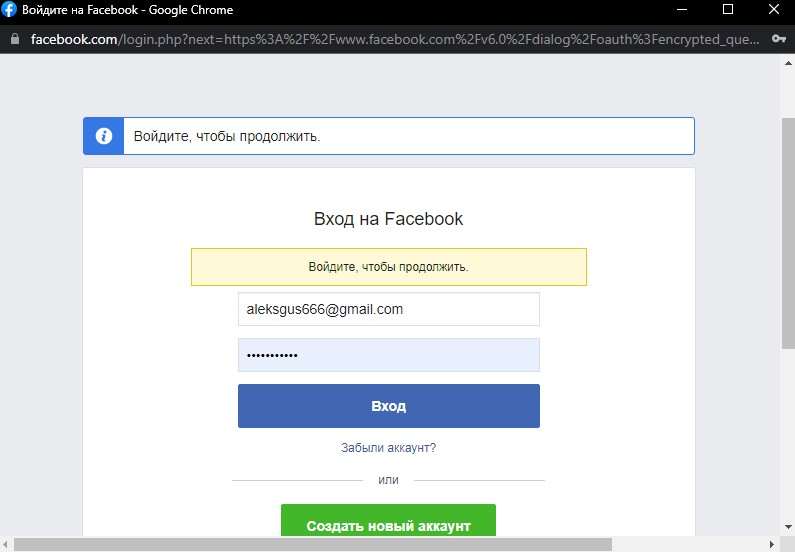 Войдите на Facebook - Google Chrome
facebook.com/login.php?next=https%3A%2F%2Fwww.facebook.com%2Fv6.0%2Fdialog%2Foauth%3Fencrypted_que...
Войдите, чтобы продолжить.
Вход на Facebook
Войдите, чтобы продолжить.
aleksgus666@gmail.com
•••••••••••
Вход
Забыли аккаунт?
или
Создать новый аккаунт